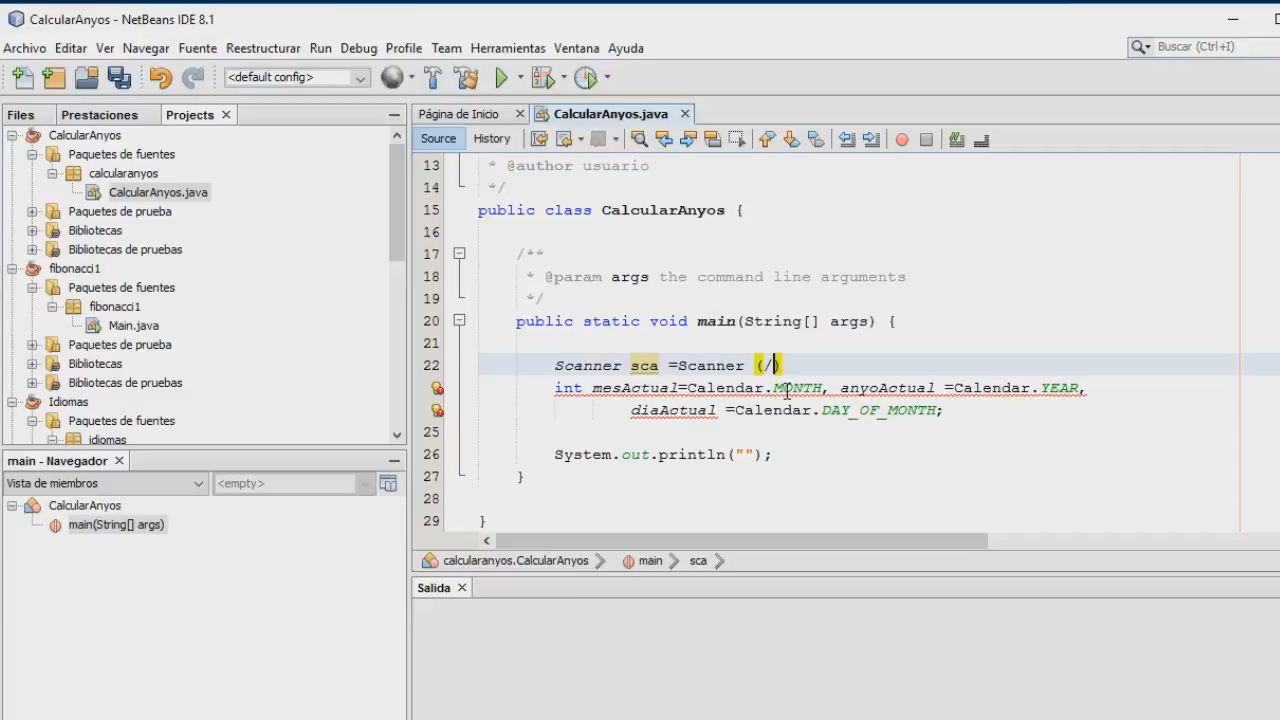 CalcularAnyos - NetBeans IDE 8.1
Archivo Editar Ver Navegar Fuente Reestructurar Run Debug Profile Team Herramientas Ventana Ayuda
Buscar (Ctrl+I)
<default config>
Files Prestaciones Projects
Página de Inicio CalcularAnyos.java
Source History
CalcularAnyos
Paquetes de fuentes
calcularanyos
CalcularAnyos.java
Paquetes de prueba
Bibliotecas
Bibliotecas de pruebas
fibonacci1
Paquetes de fuentes
fibonacci1
Main.java
Paquetes de prueba
Bibliotecas
Bibliotecas de pruebas
Idiomas
Paquetes de fuentes
idiomas
13 * @author usuario
14 */
15 public class CalcularAnyos {
16
17 /**
18 * @param args the command line arguments
19 */
20 public static void main(String[] args) {
21
22 Scanner sca =Scanner (/)
int mesActual=Calendar.MONTH, anyoActual =Calendar.YEAR,
diaActual =Calendar.DAY_OF_MONTH;
25
26 System.out.println("");
27 }
28
29 }
main - Navegador
Vista de miembros <empty>
CalcularAnyos
main(String[] args)
calcularanyos.CalcularAnyos main sca
Salida